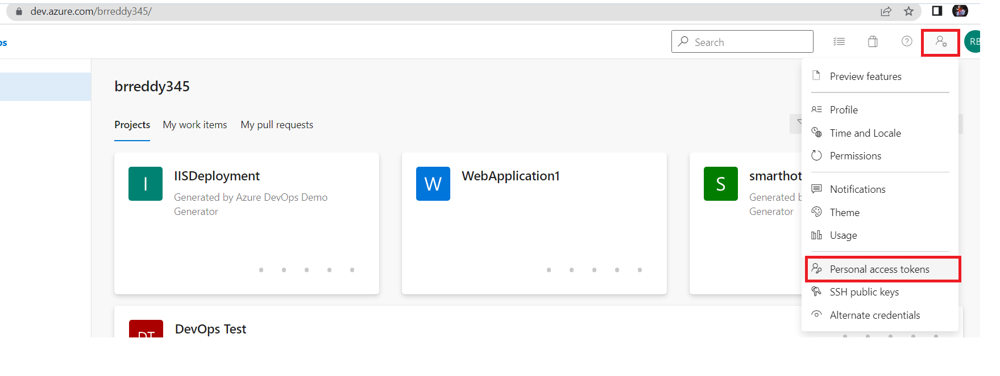 dev.azure.com/brreddy345/
ps
Search
RB
brreddy345
Projects My work items My pull requests
I
IISDeployment
Generated by Azure DevOps Demo
Generator
W
WebApplication1
S
smarthot
Generated b
Generator
DT
DevOps Test
Preview features
Profile
Time and Locale
Permissions
Notifications
Theme
Usage
Personal access tokens
SSH public keys
Alternate credentials